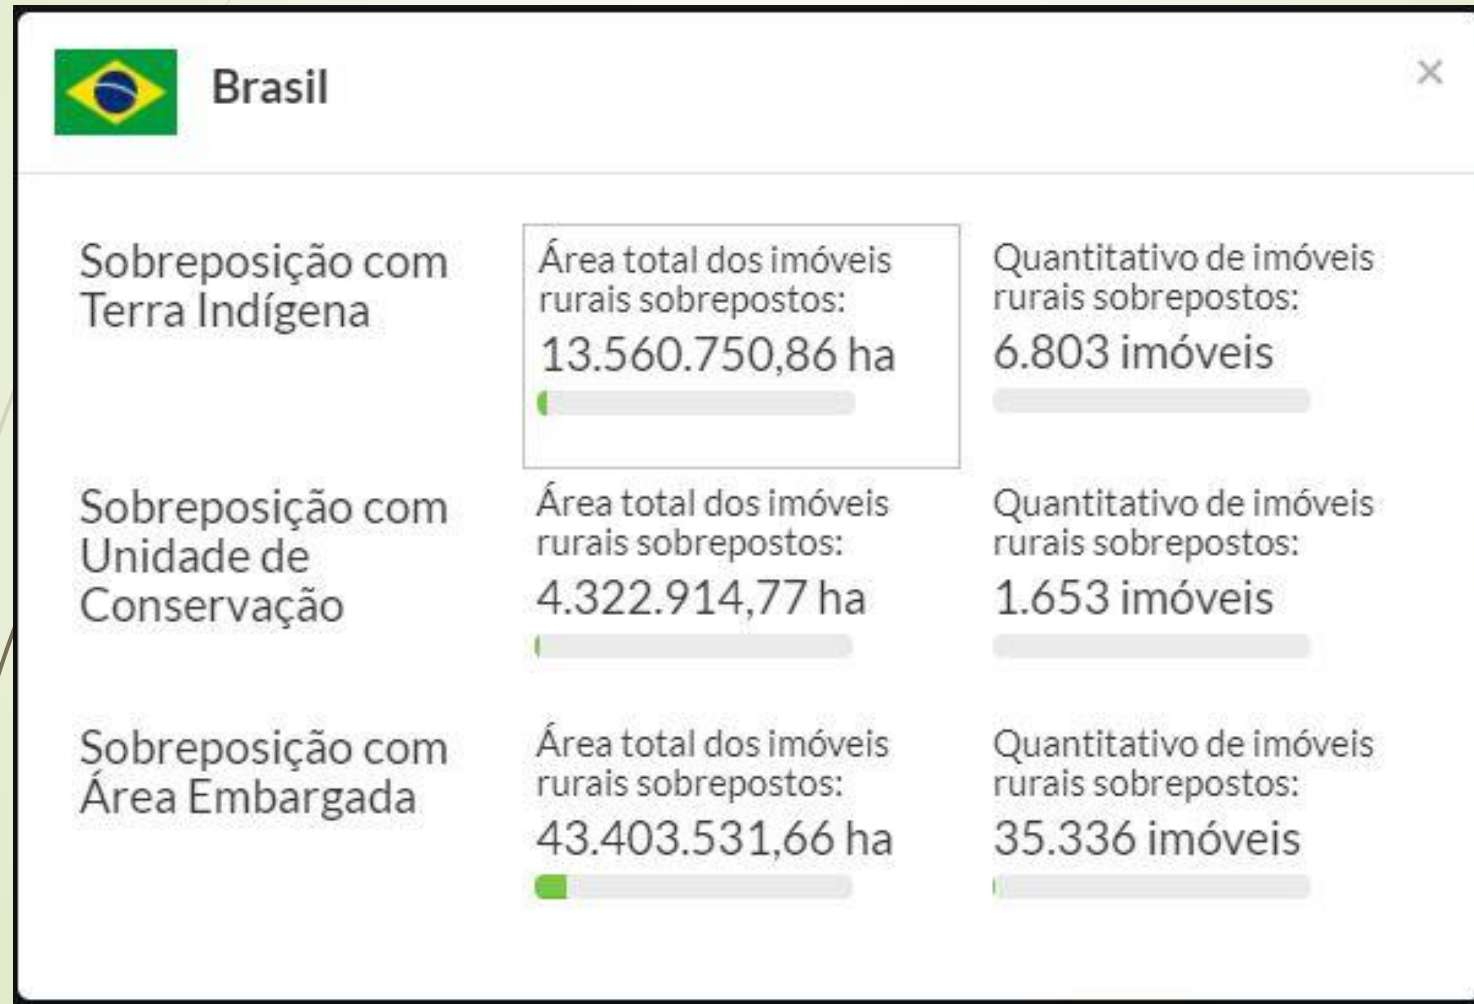 Brasil
×
Sobreposição com
Terra Indígena
Área total dos imóveis
rurais sobrepostos:
13.560.750,86 ha
Quantitativo de imóveis
rurais sobrepostos:
6.803 imóveis
Sobreposição com
Unidade de
Conservação
Área total dos imóveis
rurais sobrepostos:
4.322.914,77 ha
Quantitativo de imóveis
rurais sobrepostos:
1.653 imóveis
Sobreposição com
Área Embargada
Área total dos imóveis
rurais sobrepostos:
43.403.531,66 ha
Quantitativo de imóveis
rurais sobrepostos:
35.336 imóveis